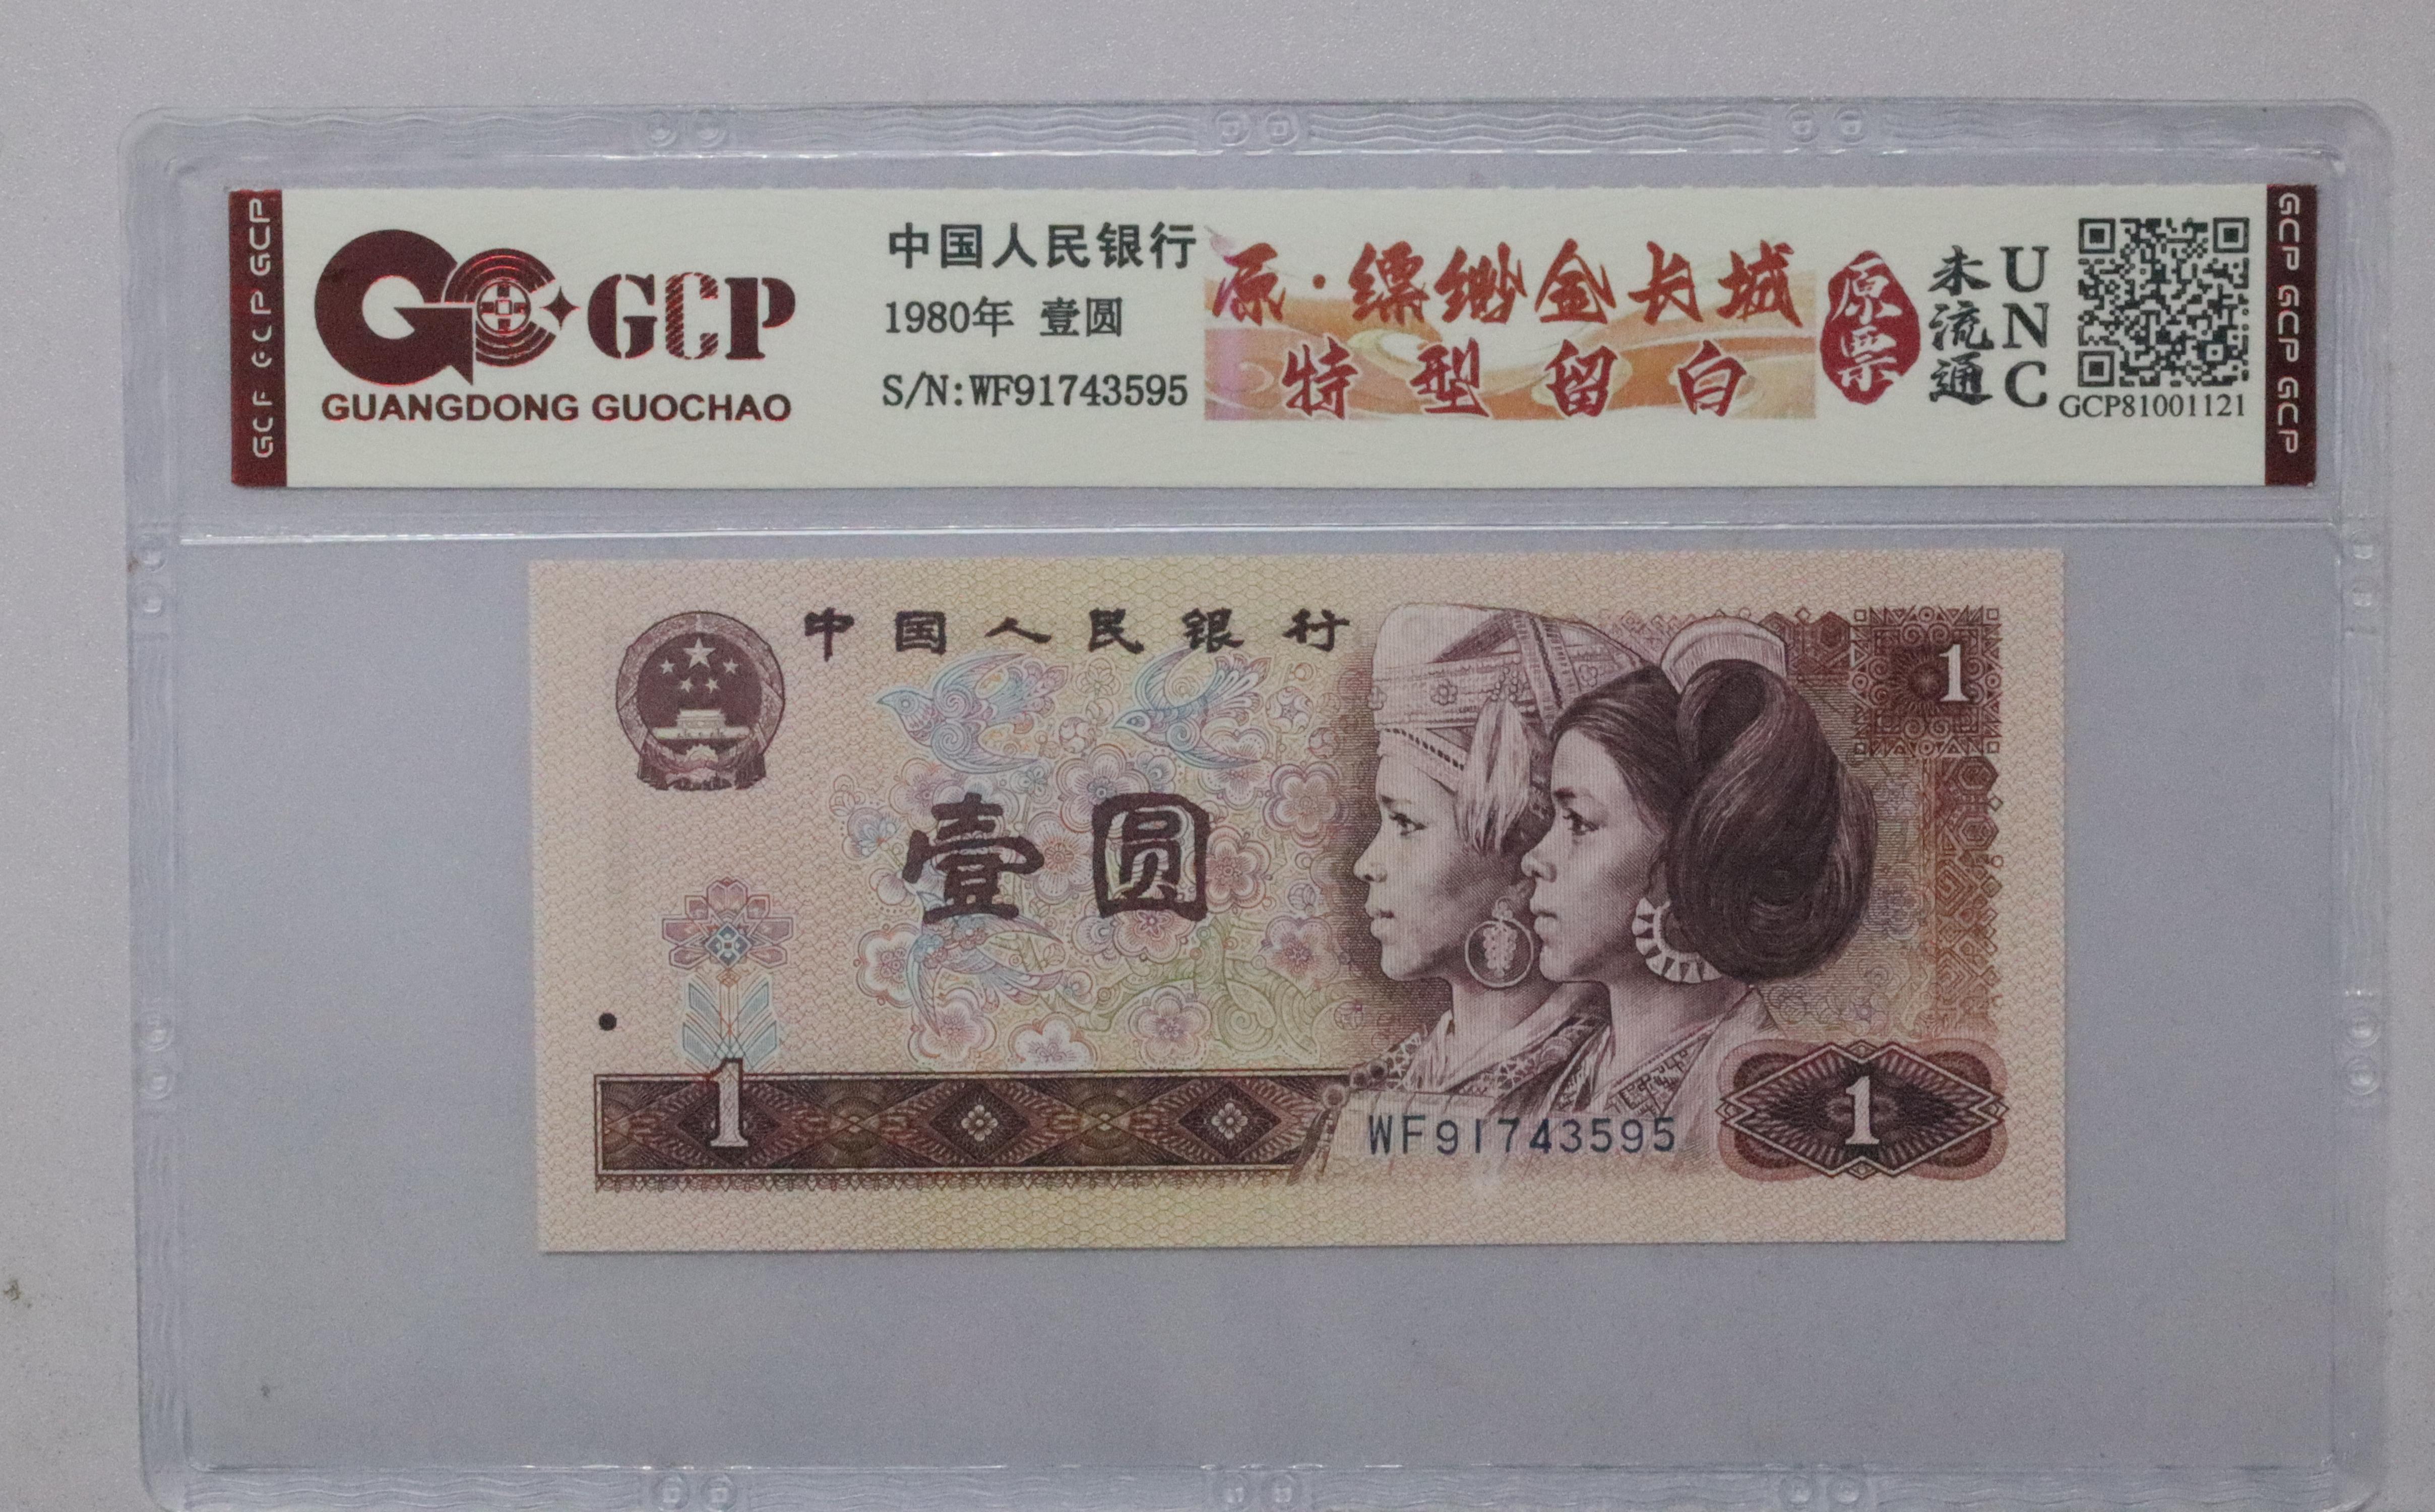 GCP GCP GCP
GCP
GUANGDONG GUOCHAO
中国人民银行
1980年 壹圆
S/N:WF91743595
原·缥缈金长城
特型留白
原票
未流通
UNC
GCP81001121
GCP GCP GCP
中国人民银行
1
壹圆
1
WF91743595
1